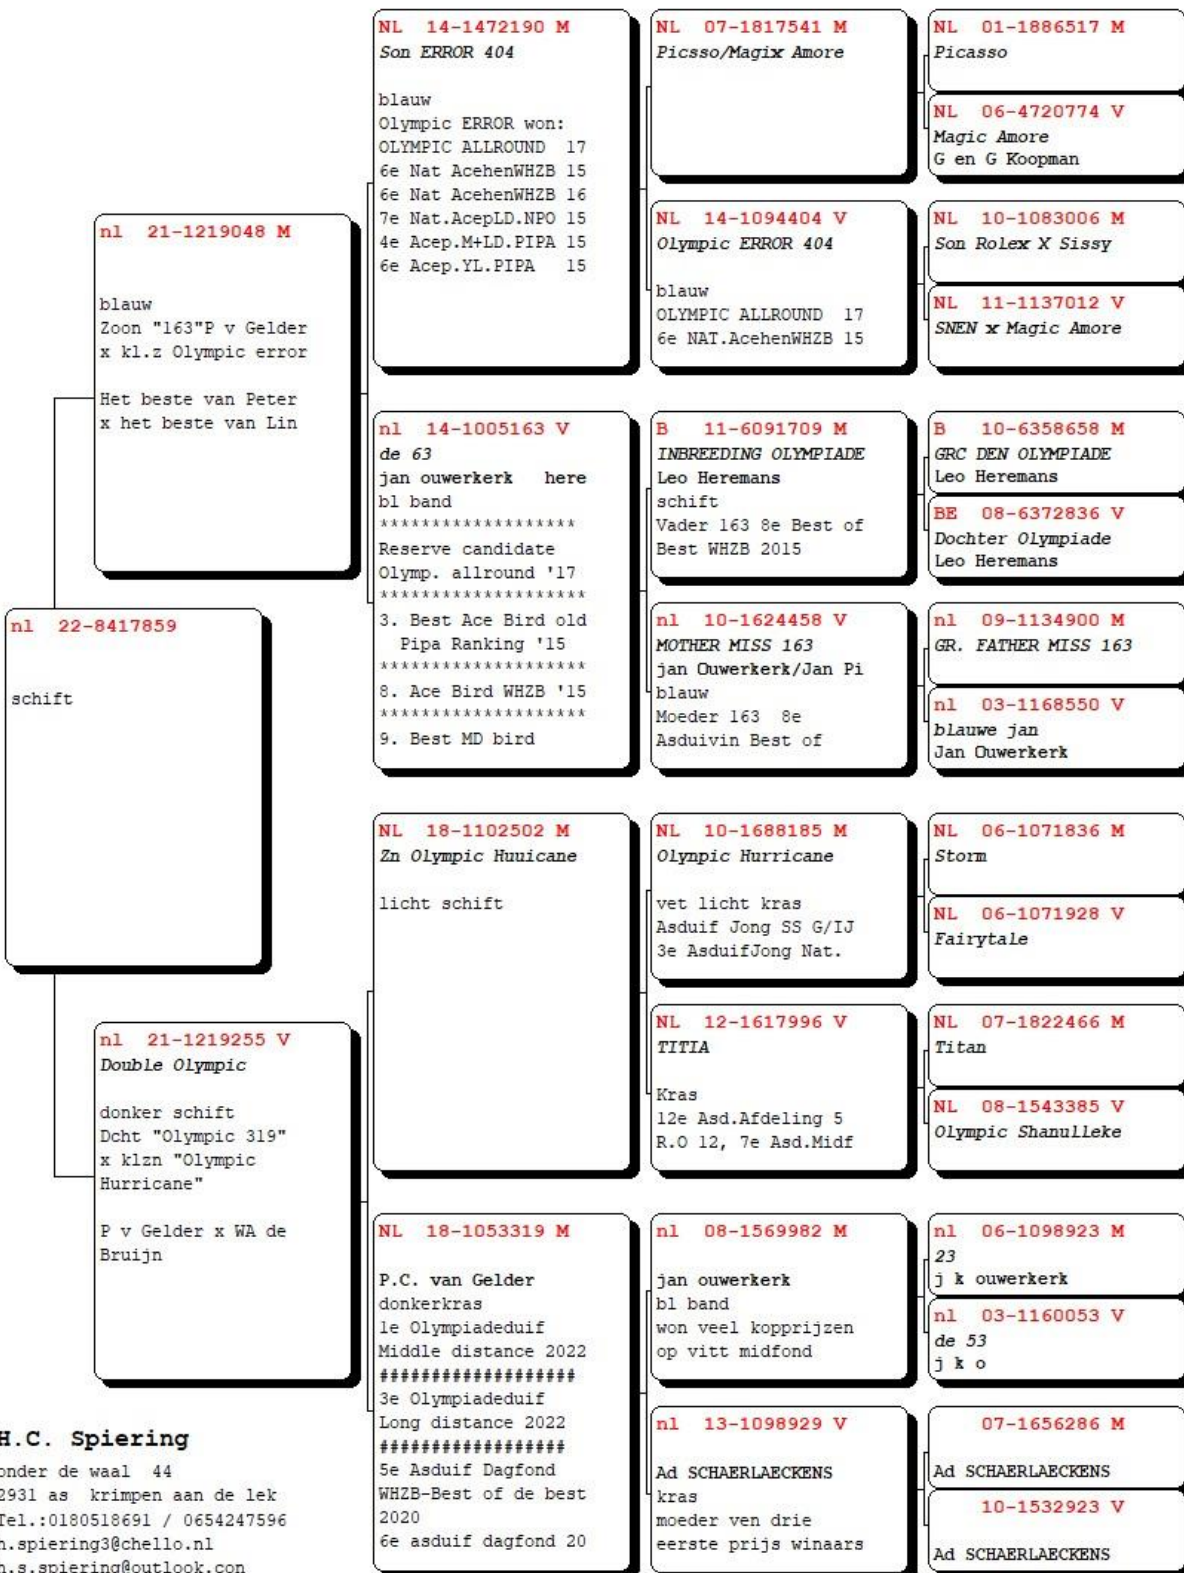 nl 22-8417859
schift
nl 21-1219048 M
blauw
Zoon "163"P v Gelder
x kl.z Olympic error
Het beste van Peter
x het beste van Lin
nl 21-1219255 V
Double Olympic
donker schift
Dcht "Olympic 319"
x klzn "Olympic
Hurricane"
P v Gelder x WA de
Bruijn
NL 14-1472190 M
Son ERROR 404
blauw
Olympic ERROR won:
OLYMPIC ALLROUND 17
6e Nat AcehenWHZB 15
6e Nat AcehenWHZB 16
7e Nat.AcepLD.NPO 15
4e Acep.M+LD.PIPA 15
6e Acep.YL.PIPA 15
nl 14-1005163 V
de 63
jan ouwerkerk here
bl band
*******************
Reserve candidate
Olymp. allround '17
********************
3. Best Ace Bird old
Pipa Ranking '15
********************
8. Ace Bird WHZB '15
********************
9. Best MD bird
NL 18-1102502 M
Zn Olympic Huuicane
licht schift
NL 18-1053319 M
P.C. van Gelder
donkerkras
1e Olympiadeduif
Middle distance 2022
###################
3e Olympiadeduif
Long distance 2022
##################
5e Asduif Dagfond
WHZB-Best of de best
2020
6e asduif dagfond 20
NL 07-1817541 M
Picsso/Magix Amore
NL 14-1094404 V
Olympic ERROR 404
blauw
OLYMPIC ALLROUND 17
6e NAT.AcehenWHZB 15
B 11-6091709 M
INBREEDING OLYMPIADE
Leo Heremans
schift
Vader 163 8e Best of
Best WHZB 2015
nl 10-1624458 V
MOTHER MISS 163
jan Ouwerkerk/Jan Pi
blauw
Moeder 163 8e
Asduivin Best of
NL 10-1688185 M
Olynpic Hurricane
vet licht kras
Asduif Jong SS G/IJ
3e AsduifJong Nat.
NL 12-1617996 V
TITIA
Kras
12e Asd.Afdeling 5
R.O 12, 7e Asd.Midf
nl 08-1569982 M
jan ouwerkerk
bl band
won veel kopprijzen
op vitt midfond
nl 13-1098929 V
Ad SCHAERLAECKENS
kras
moeder ven drie
eerste prijs winaars
NL 01-1886517 M
Picasso
NL 06-4720774 V
Magic Amore
G en G Koopman
NL 10-1083006 M
Son Rolex X Sissy
NL 11-1137012 V
SNEN x Magic Amore
B 10-6358658 M
GRC DEN OLYMPIADE
Leo Heremans
BE 08-6372836 V
Dochter Olympiade
Leo Heremans
nl 09-1134900 M
GR. FATHER MISS 163
nl 03-1168550 V
blauwe jan
Jan Ouwerkerk
NL 06-1071836 M
Storm
NL 06-1071928 V
Fairytale
NL 07-1822466 M
Titan
NL 08-1543385 V
Olympic Shanulleke
nl 06-1098923 M
23
j k ouwerkerk
nl 03-1160053 V
de 53
j k o
07-1656286 M
Ad SCHAERLAECKENS
10-1532923 V
Ad SCHAERLAECKENS
H.C. Spiering
onder de waal 44
2931 as krimpen aan de lek
Tel.:0180518691 / 0654247596
h.spiering3@chello.nl
h.s.spiering@outlook.con